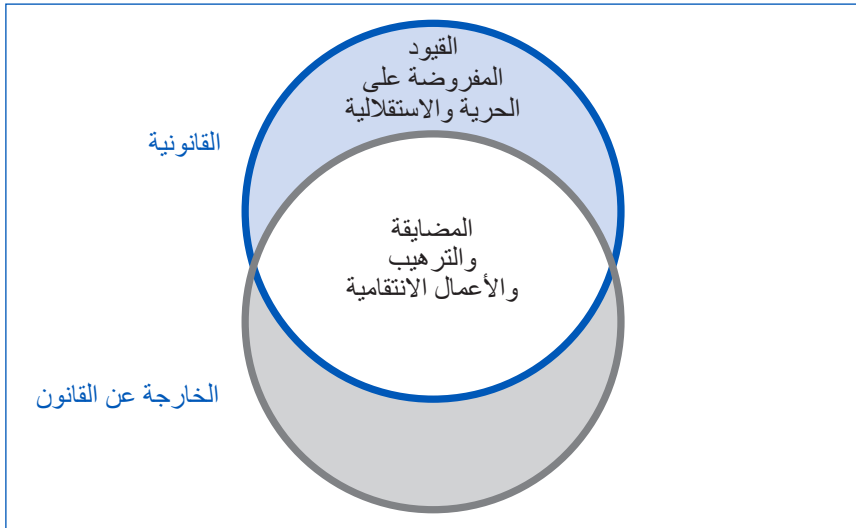 القيود
المفروضة على
الحرية والاستقلالية
القانونية
المضايقة
والترهيب
والأعمال الانتقامية
الخارجة عن القانون